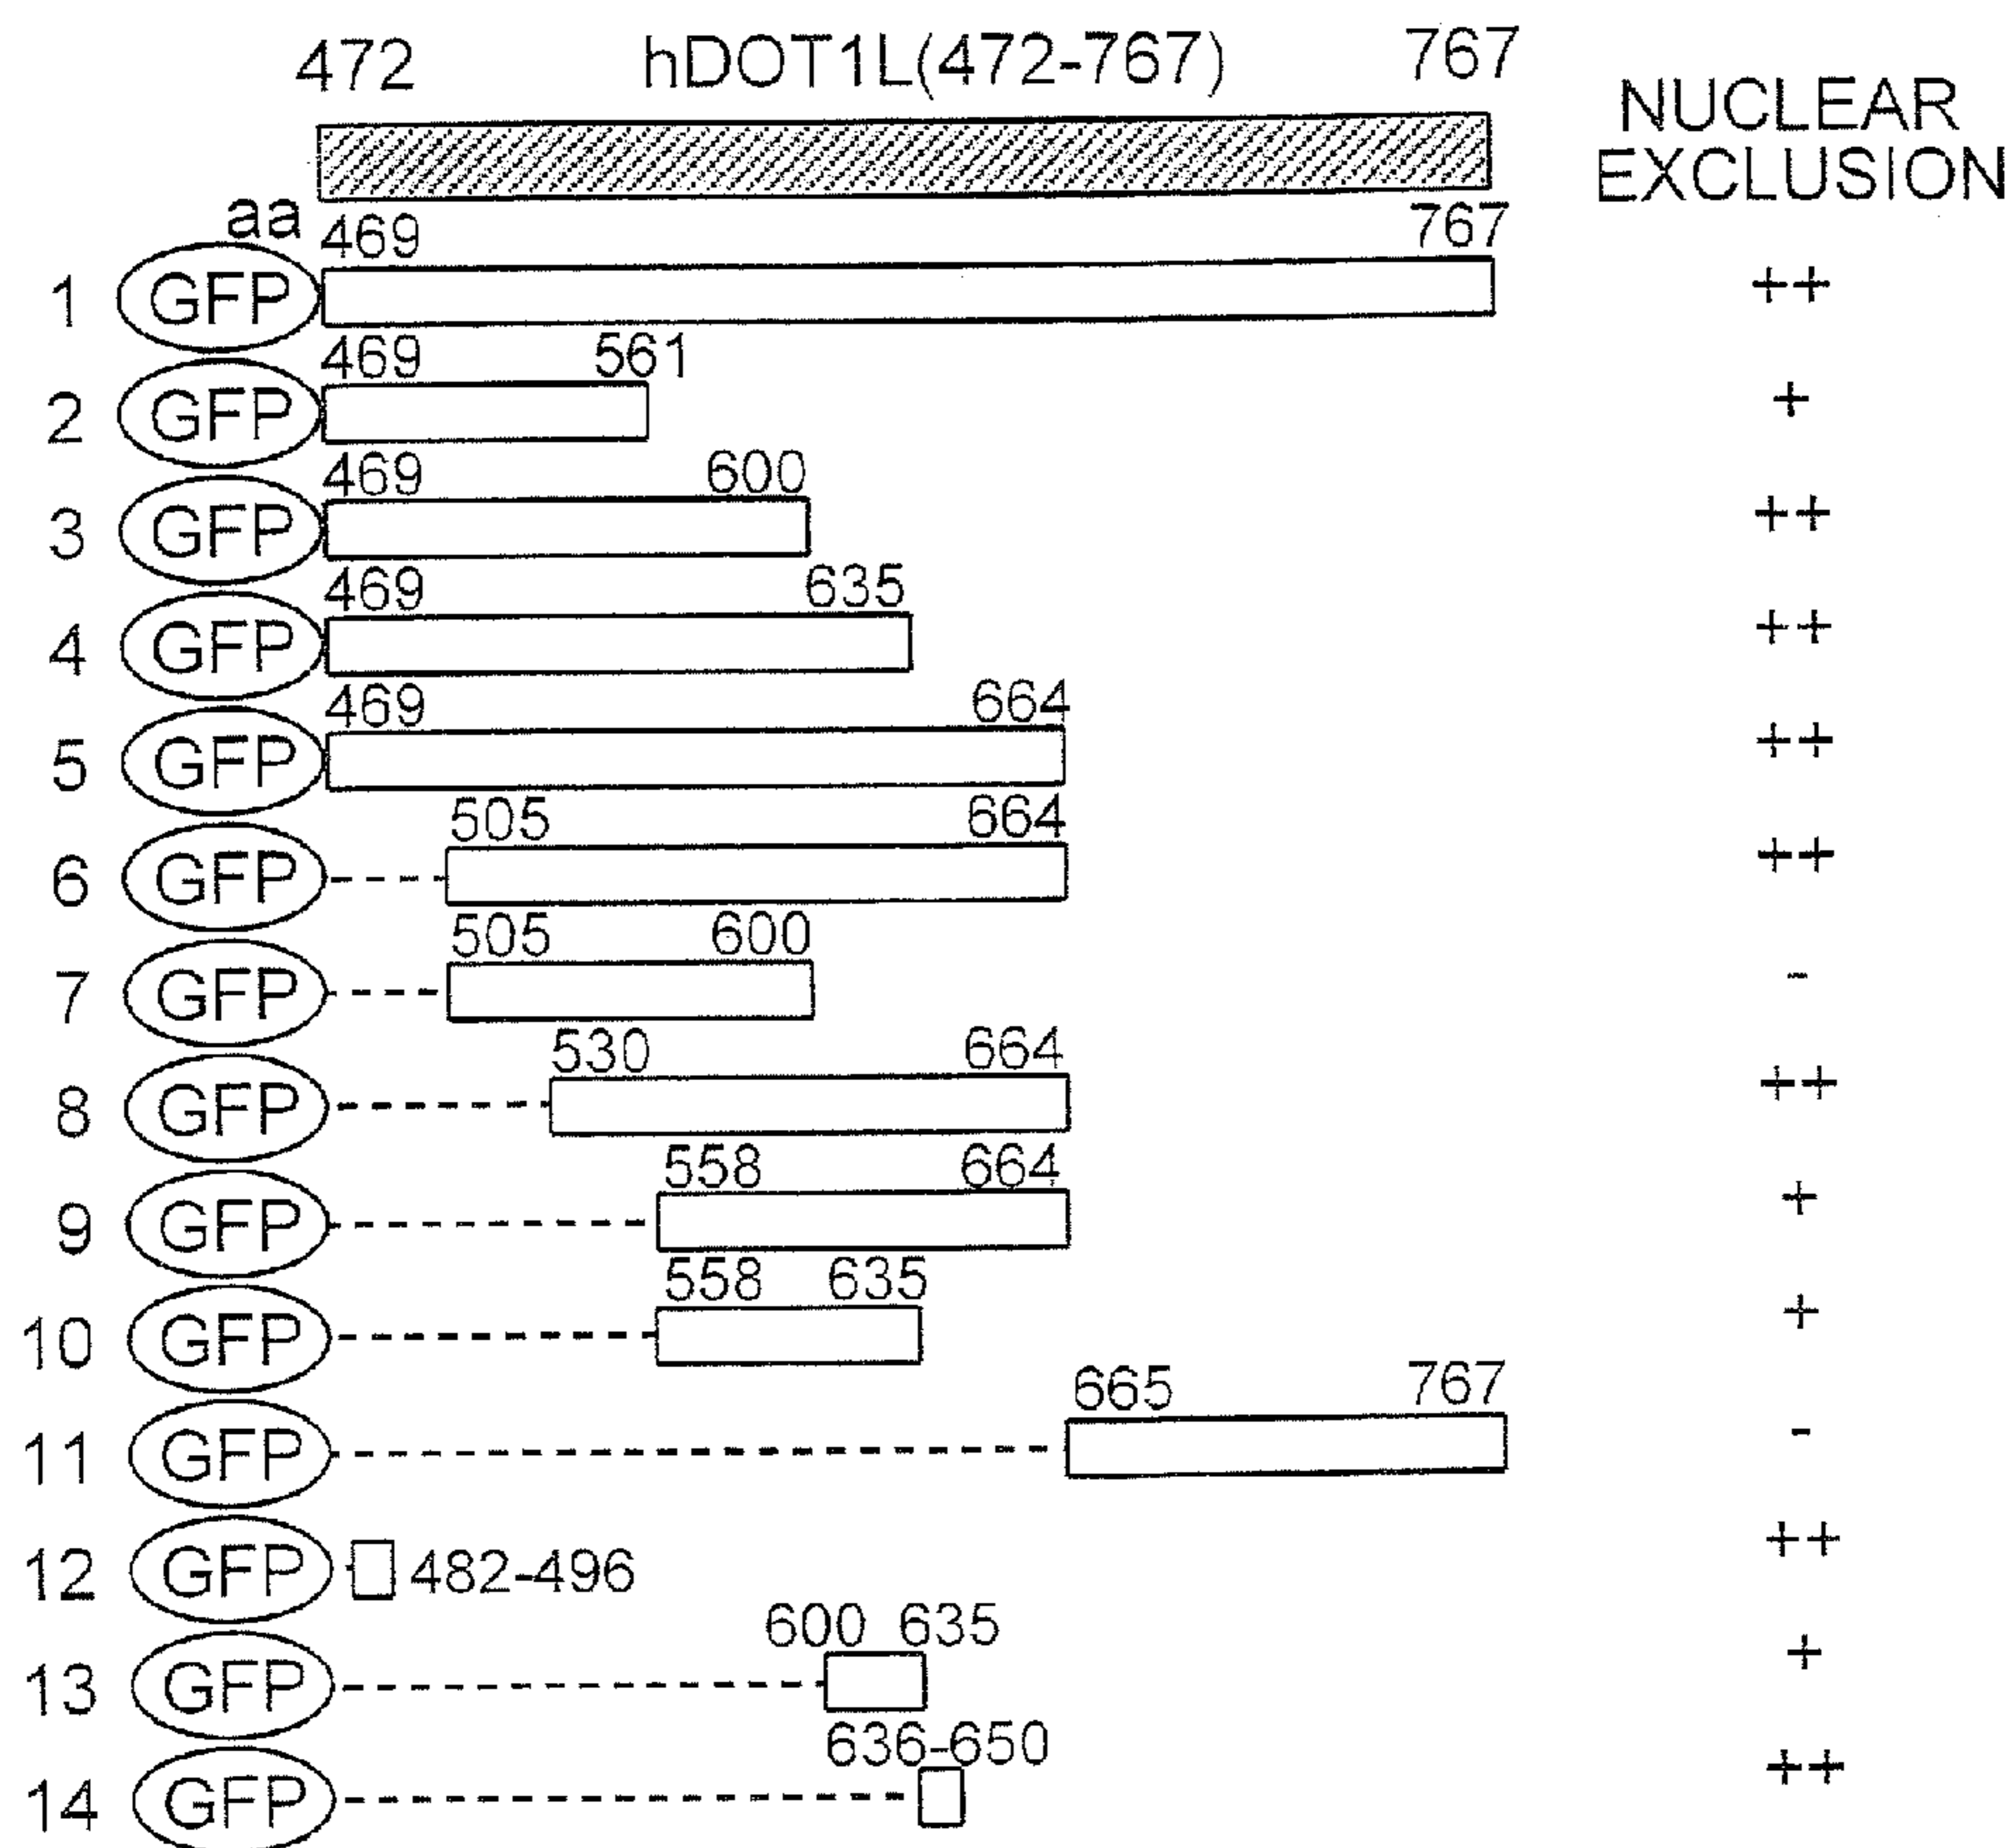 472 hDOT1L(472-767) 767
NUCLEAR
EXCLUSION
aa 469 767
1 GFP ++
469 561
2 GFP +
469 600
3 GFP ++
469 635
4 GFP ++
469 664
5 GFP ++
505 664
6 GFP ++
505 600
7 GFP -
530 664
8 GFP ++
558 664
9 GFP +
558 635
10 GFP +
665 767
11 GFP -
12 GFP 482-496 ++
600 635
13 GFP +
636-650
14 GFP ++